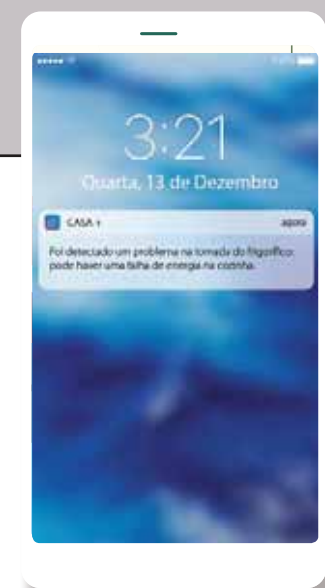 3:21
Quarta, 13 de Dezembro
CASA +
agora
Foi detectado um problema na tomada do frigorífico:
pode haver uma falha de energia na cozinha.